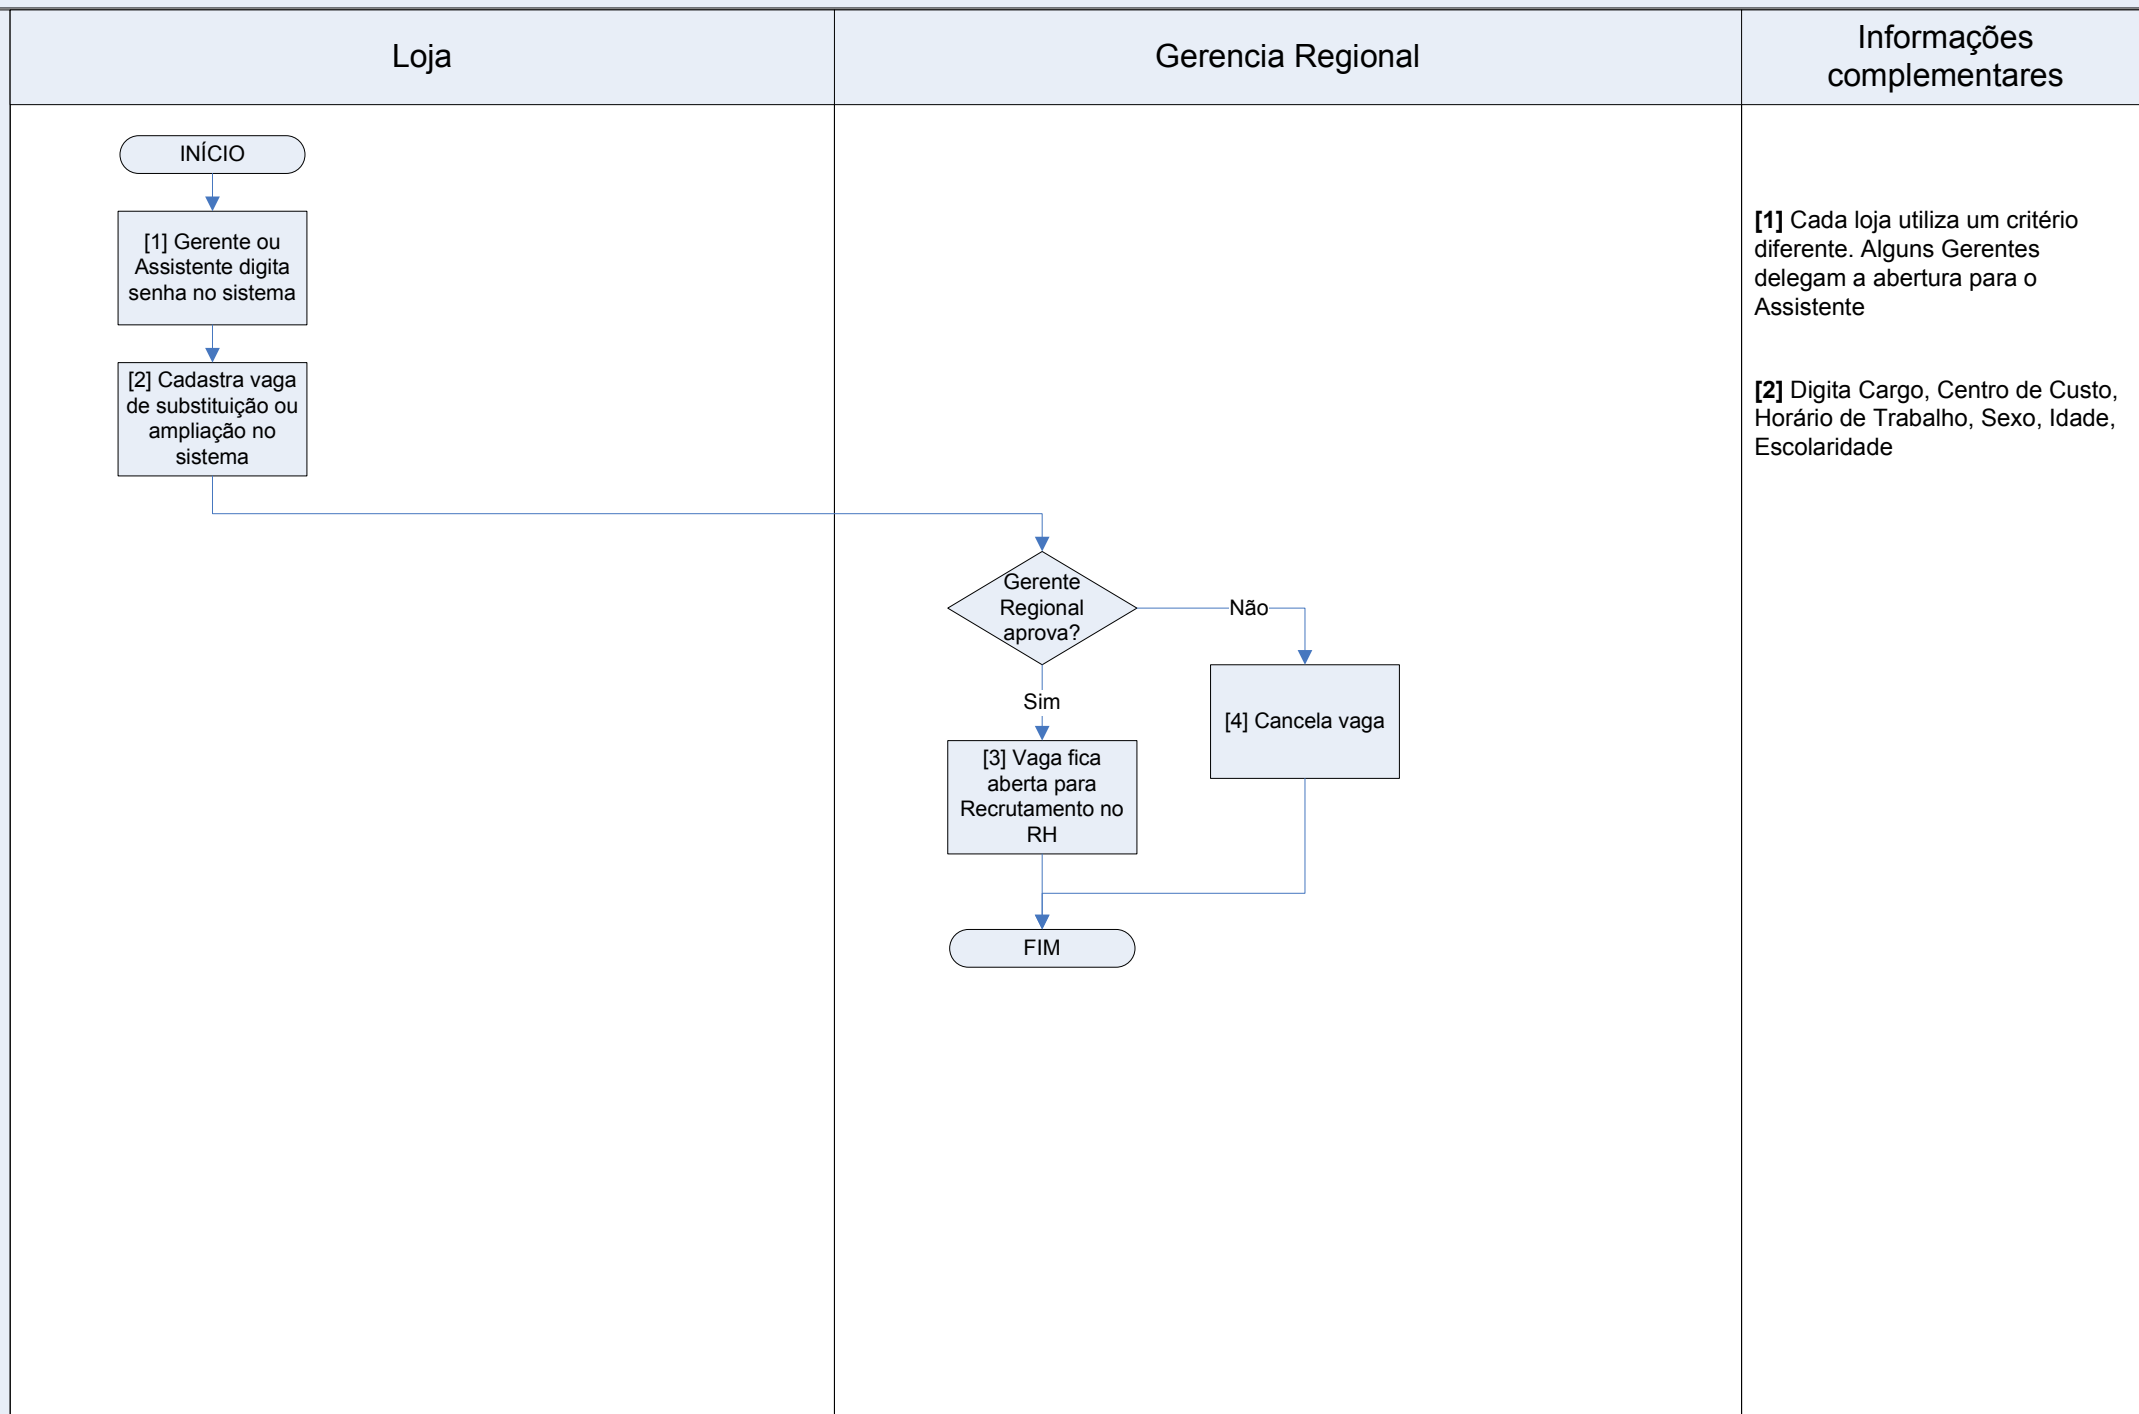 Loja
Gerencia Regional
Informações
complementares
INÍCIO
[1] Gerente ou
Assistente digita
senha no sistema
[2] Cadastra vaga
de substituição ou
ampliação no
sistema
Gerente
Regional
aprova?
Não
Sim
[3] Vaga fica
aberta para
Recrutamento no
RH
[4] Cancela vaga
FIM
[1] Cada loja utiliza um critério
diferente. Alguns Gerentes
delegam a abertura para o
Assistente
[2] Digita Cargo, Centro de Custo,
Horário de Trabalho, Sexo, Idade,
Escolaridade